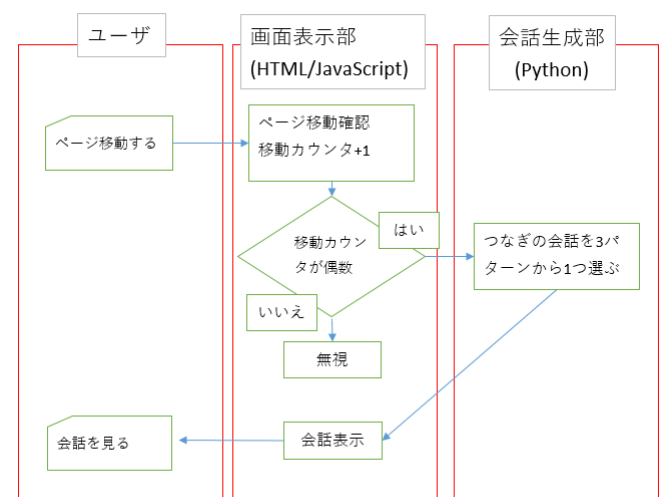 ユーザ
画面表示部
(HTML/JavaScript)
会話生成部
(Python)
ページ移動する
ページ移動確認
移動カウンタ+1
移動カウン
タが偶数
はい
いいえ
つなぎの会話を3パ
ターンから1つ選ぶ
無視
会話表示
会話を見る